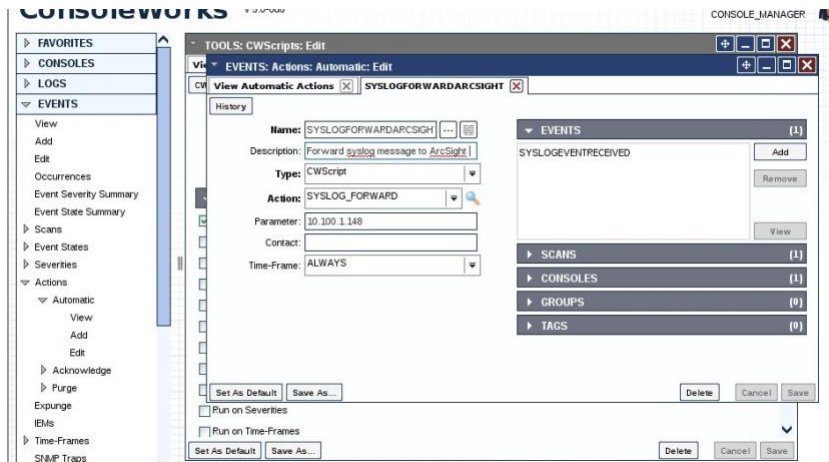 ConsoleWorks
CONSOLE_MANAGER
FAVORITES
CONSOLES
LOGS
EVENTS
View
Add
Edit
Occurrences
Event Severity Summary
Event State Summary
Scans
Event States
Severities
Actions
Automatic
View
Add
Edit
Acknowledge
Purge
Expunge
IEMs
Time-Frames
SNMP Traps
TOOLS: CWScripts: Edit
EVENTS: Actions: Automatic: Edit
View Automatic Actions
SYSLOGFORWARDARCSIGHT
History
Name: SYSLOGFORWARDARCSIGH
Description: Forward syslog message to ArcSight
Type: CWScript
Action: SYSLOG_FORWARD
Parameter: 10.100.1.148
Contact:
Time-Frame: ALWAYS
EVENTS (1)
SYSLOGEVENTRECEIVED
Add
Remove
View
SCANS (1)
CONSOLES (1)
GROUPS (0)
TAGS (0)
Set As Default Save As... Delete Cancel Save
Run on Severities
Run on Time-Frames
Set As Default Save As... Delete Cancel Save